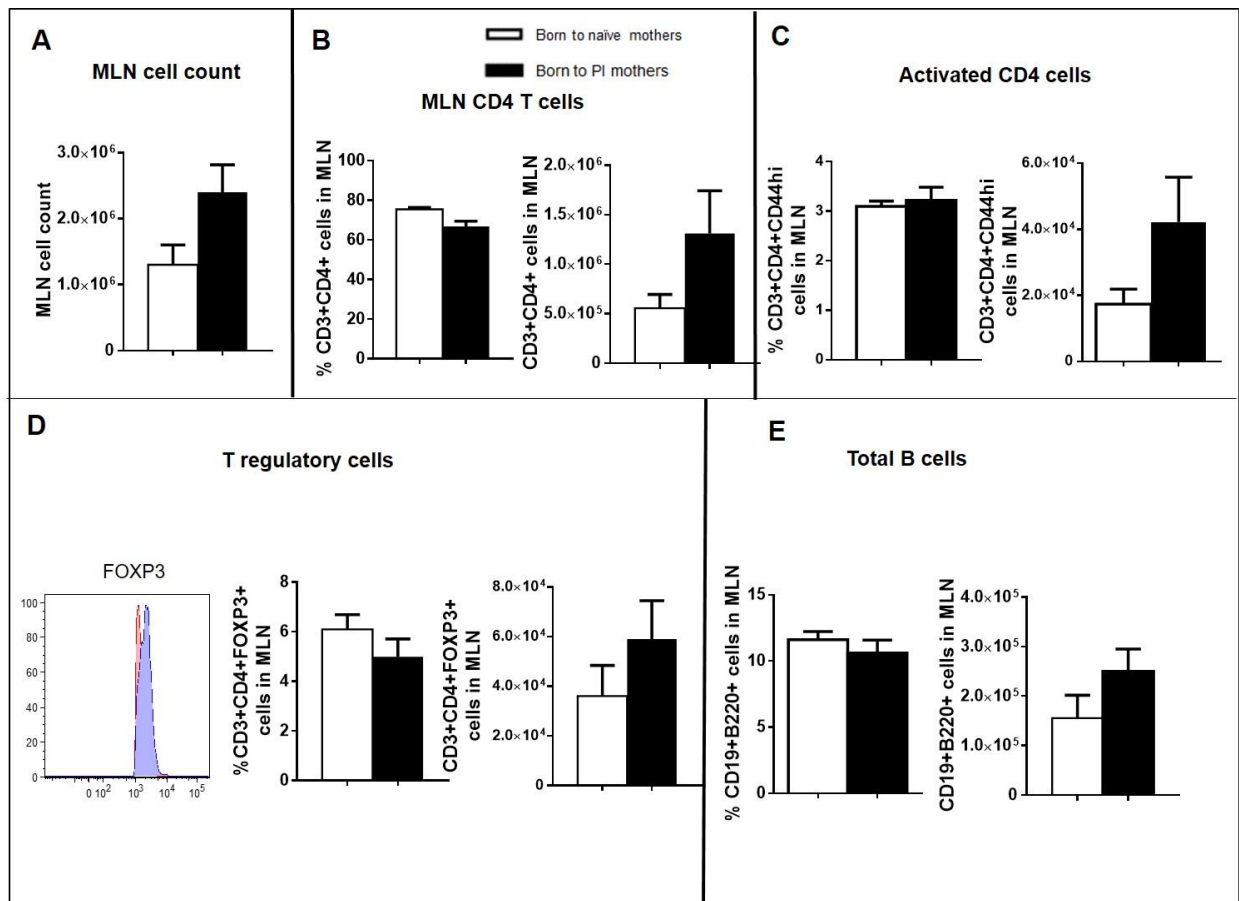 A
MLN cell count
MLN cell count
3.0×10⁶
2.0×10⁶
1.0×10⁶
0
B
Born to naïve mothers
Born to PI mothers
MLN CD4 T cells
% CD3+CD4+ cells in MLN
100
80
60
40
20
0
CD3+CD4+ cells in MLN
2.0×10⁶
1.5×10⁶
1.0×10⁶
5.0×10⁵
0
C
Activated CD4 cells
% CD3+CD4+CD44hi
cells in MLN
4
3
2
1
0
CD3+CD4+CD44hi
cells in MLN
6.0×10⁴
4.0×10⁴
2.0×10⁴
0
D
T regulatory cells
FOXP3
100
80
60
40
20
0
0 10² 10³ 10⁴ 10⁵
% CD3+CD4+FOXP3+
cells in MLN
8
6
4
2
0
CD3+CD4+FOXP3+
cells in MLN
8.0×10⁴
6.0×10⁴
4.0×10⁴
2.0×10⁴
0
E
Total B cells
% CD19+B220+ cells in MLN
15
10
5
0
CD19+B220+ cells in MLN
4.0×10⁵
3.0×10⁵
2.0×10⁵
1.0×10⁵
0